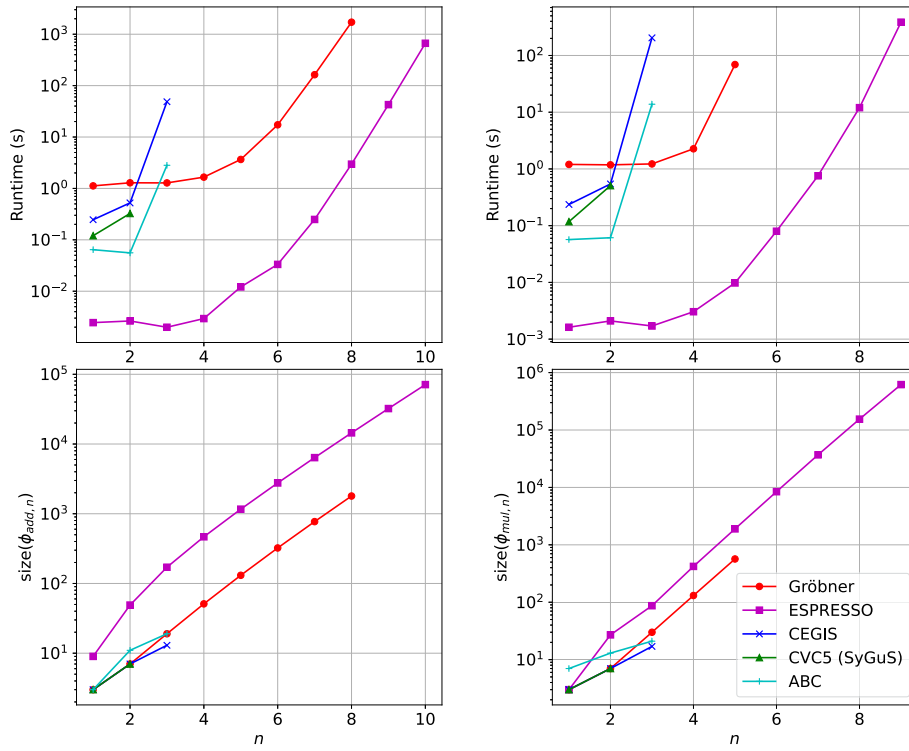 10³
10²
10¹
10⁰
10⁻¹
10⁻²
Runtime (s)
2 4 6 8 10
10²
10¹
10⁰
10⁻¹
10⁻²
10⁻³
Runtime (s)
2 4 6 8
10⁵
10⁴
10³
10²
10¹
size(ϕadd,n)
2 4 6 8 10
n
10⁶
10⁵
10⁴
10³
10²
10¹
size(ϕmul,n)
2 4 6 8
n
Gröbner
ESPRESSO
CEGIS
CVC5 (SyGuS)
ABC